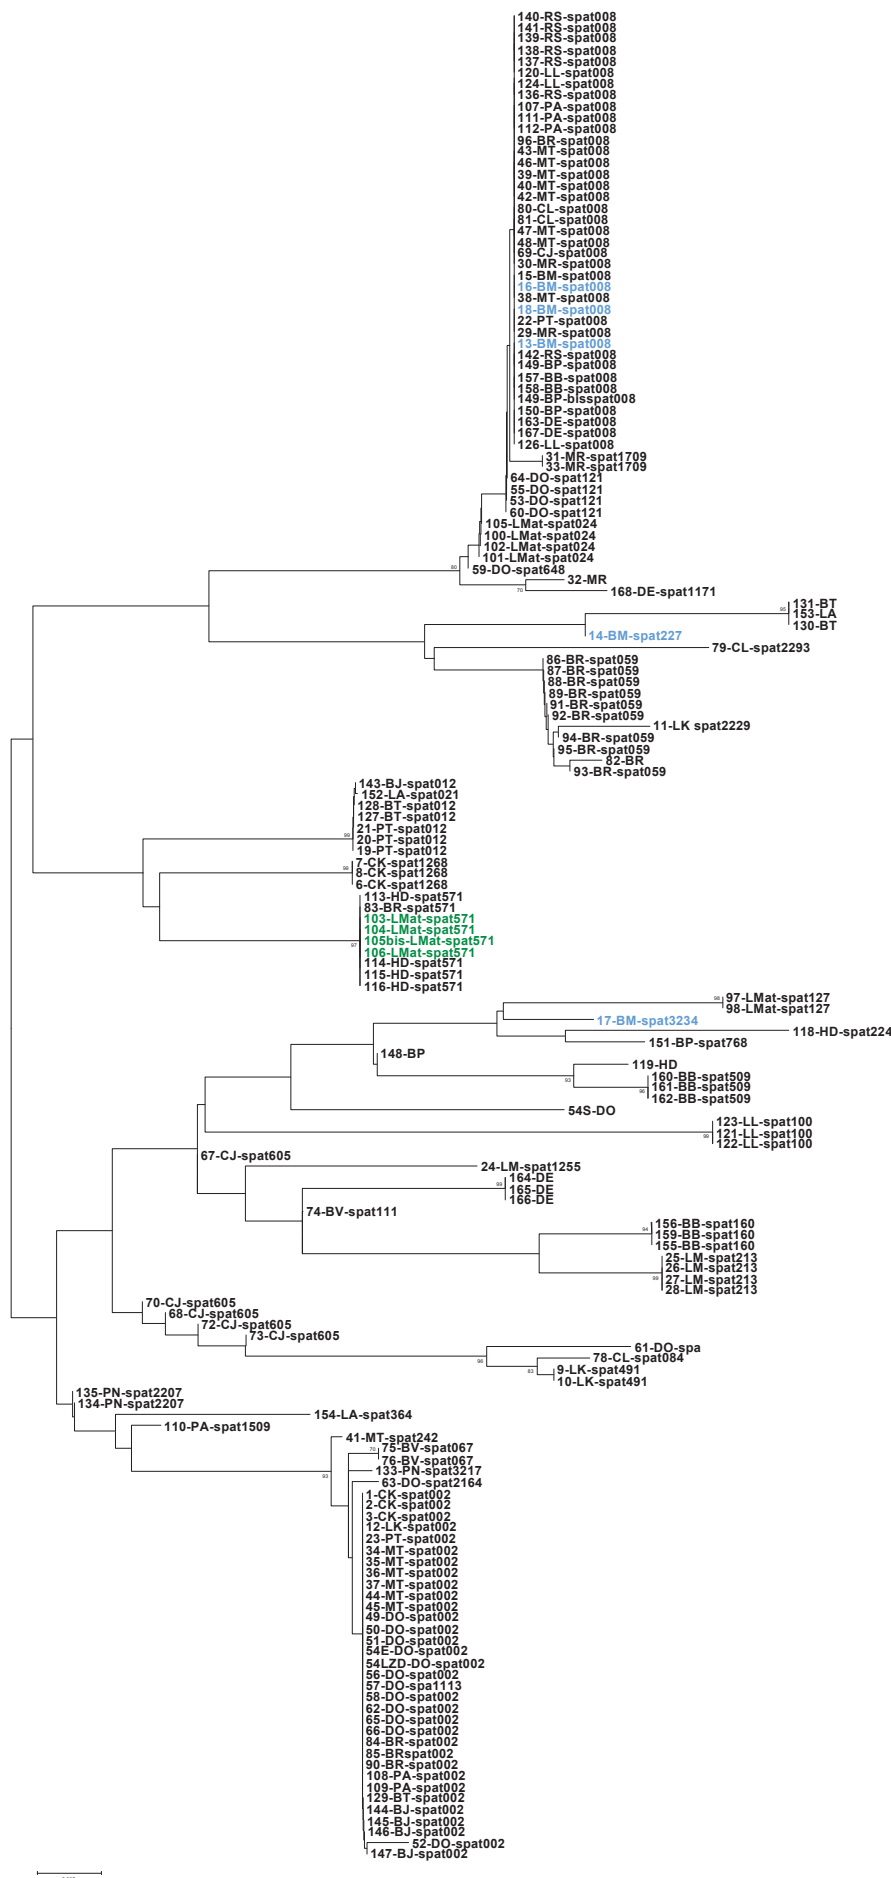 140-RS-spat008
141-RS-spat008
139-RS-spat008
138-RS-spat008
137-RS-spat008
120-LL-spat008
124-LL-spat008
136-RS-spat008
107-PA-spat008
111-PA-spat008
112-PA-spat008
96-BR-spat008
43-MT-spat008
46-MT-spat008
39-MT-spat008
40-MT-spat008
42-MT-spat008
80-CL-spat008
81-CL-spat008
47-MT-spat008
48-MT-spat008
69-CJ-spat008
30-MR-spat008
15-BM-spat008
16-BM-spat008
38-MT-spat008
18-BM-spat008
22-PT-spat008
29-MR-spat008
13-BM-spat008
142-RS-spat008
149-BP-spat008
157-BB-spat008
158-BB-spat008
149-BP-bisspat008
150-BP-spat008
163-DE-spat008
167-DE-spat008
126-LL-spat008
31-MR-spat1709
33-MR-spat1709
64-DO-spat121
55-DO-spat121
53-DO-spat121
60-DO-spat121
105-LMat-spat024
100-LMat-spat024
102-LMat-spat024
101-LMat-spat024
80
59-DO-spat648
32-MR
70
168-DE-spat1171
131-BT
95
153-LA
130-BT
14-BM-spat227
79-CL-spat2293
86-BR-spat059
87-BR-spat059
88-BR-spat059
89-BR-spat059
91-BR-spat059
92-BR-spat059
11-LK spat2229
94-BR-spat059
95-BR-spat059
82-BR
93-BR-spat059
143-BJ-spat012
152-LA-spat021
128-BT-spat012
127-BT-spat012
21-PT-spat012
99
20-PT-spat012
19-PT-spat012
7-CK-spat1268
99
8-CK-spat1268
6-CK-spat1268
113-HD-spat571
83-BR-spat571
103-LMat-spat571
104-LMat-spat571
105bis-LMat-spat571
97
106-LMat-spat571
114-HD-spat571
115-HD-spat571
116-HD-spat571
98
97-LMat-spat127
98-LMat-spat127
17-BM-spat3234
118-HD-spat224
151-BP-spat768
148-BP
119-HD
93
160-BB-spat509
96
161-BB-spat509
162-BB-spat509
54S-DO
123-LL-spat100
99
121-LL-spat100
122-LL-spat100
67-CJ-spat605
24-LM-spat1255
164-DE
99
165-DE
166-DE
74-BV-spat111
156-BB-spat160
94
159-BB-spat160
155-BB-spat160
25-LM-spat213
26-LM-spat213
98
27-LM-spat213
28-LM-spat213
70-CJ-spat605
68-CJ-spat605
72-CJ-spat605
73-CJ-spat605
61-DO-spa
96
78-CL-spat084
83
9-LK-spat491
10-LK-spat491
135-PN-spat2207
134-PN-spat2207
154-LA-spat364
110-PA-spat1509
41-MT-spat242
70
75-BV-spat067
76-BV-spat067
93
133-PN-spat3217
63-DO-spat2164
1-CK-spat002
2-CK-spat002
3-CK-spat002
12-LK-spat002
23-PT-spat002
34-MT-spat002
35-MT-spat002
36-MT-spat002
37-MT-spat002
44-MT-spat002
45-MT-spat002
49-DO-spat002
50-DO-spat002
51-DO-spat002
54E-DO-spat002
54LZD-DO-spat002
56-DO-spat002
57-DO-spa1113
58-DO-spat002
62-DO-spat002
65-DO-spat002
66-DO-spat002
84-BR-spat002
85-BRspat002
90-BR-spat002
108-PA-spat002
109-PA-spat002
129-BT-spat002
144-BJ-spat002
145-BJ-spat002
146-BJ-spat002
52-DO-spat002
147-BJ-spat002